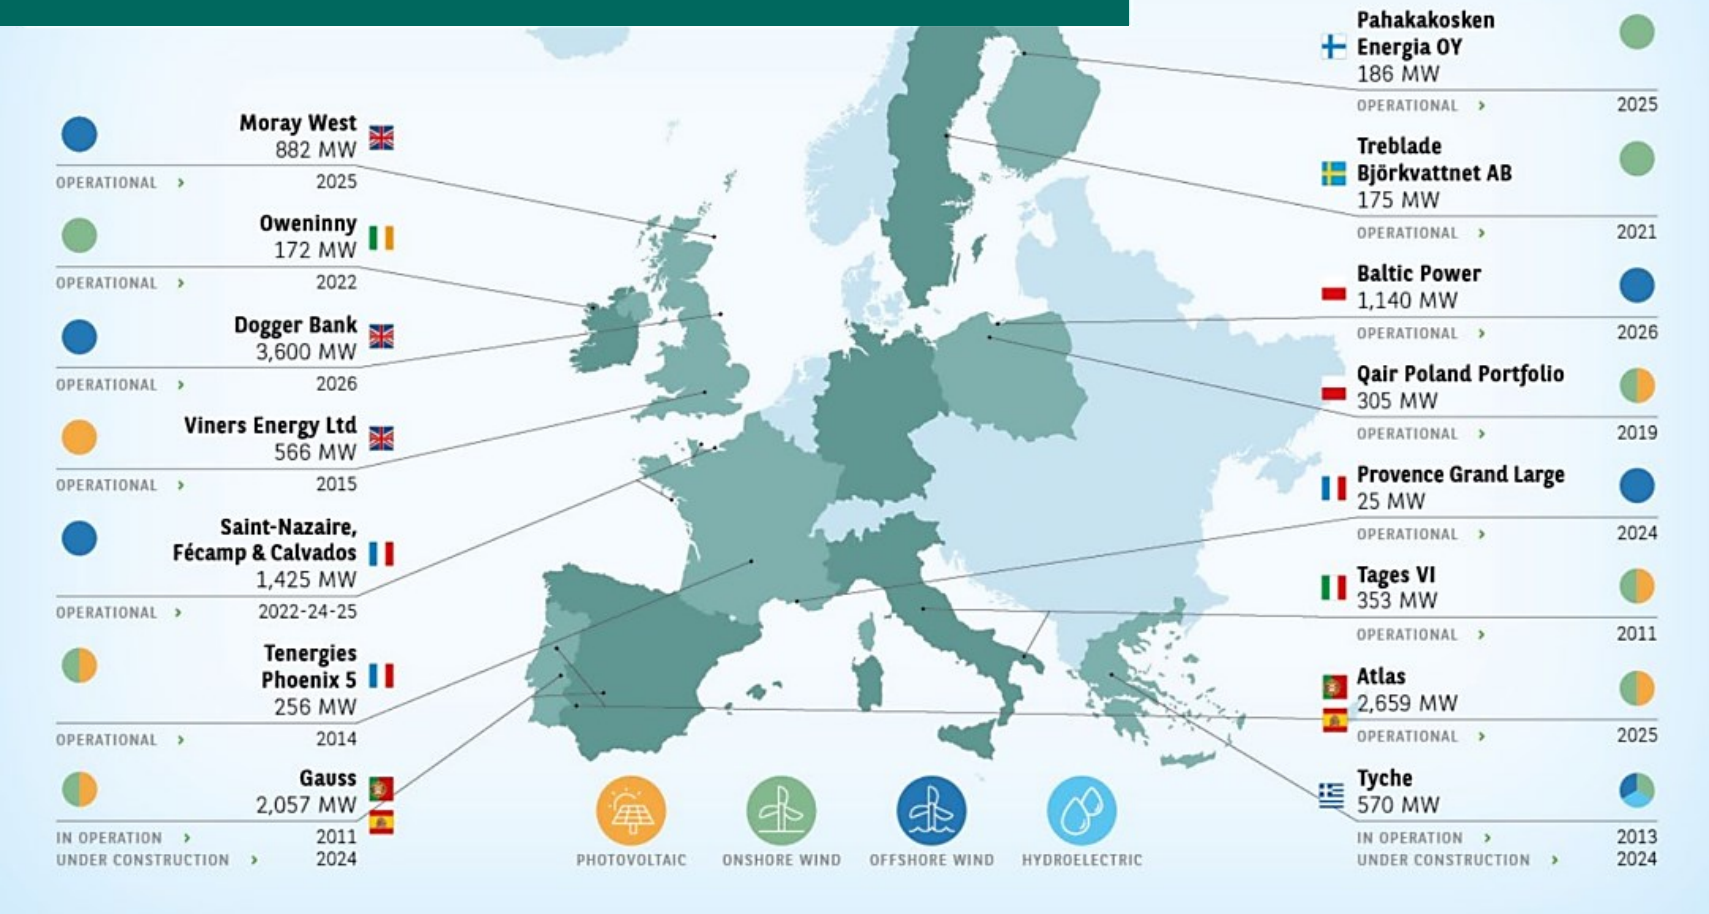 Moray West
882 MW
OPERATIONAL > 2025
Oweninny
172 MW
OPERATIONAL > 2022
Dogger Bank
3,600 MW
OPERATIONAL > 2026
Viners Energy Ltd
566 MW
OPERATIONAL > 2015
Saint-Nazaire,
Fécamp & Calvados
1,425 MW
OPERATIONAL > 2022-24-25
Tenergies
Phoenix 5
256 MW
OPERATIONAL > 2014
Gauss
2,057 MW
IN OPERATION > 2011
UNDER CONSTRUCTION > 2024
Pahakakosken
Energia OY
186 MW
OPERATIONAL > 2025
Treblade
Björkvattnet AB
175 MW
OPERATIONAL > 2021
Baltic Power
1,140 MW
OPERATIONAL > 2026
Qair Poland Portfolio
305 MW
OPERATIONAL > 2019
Provence Grand Large
25 MW
OPERATIONAL > 2024
Tages VI
353 MW
OPERATIONAL > 2011
Atlas
2,659 MW
OPERATIONAL > 2025
Tyche
570 MW
IN OPERATION > 2013
UNDER CONSTRUCTION > 2024
PHOTOVOLTAIC ONSHORE WIND OFFSHORE WIND HYDROELECTRIC